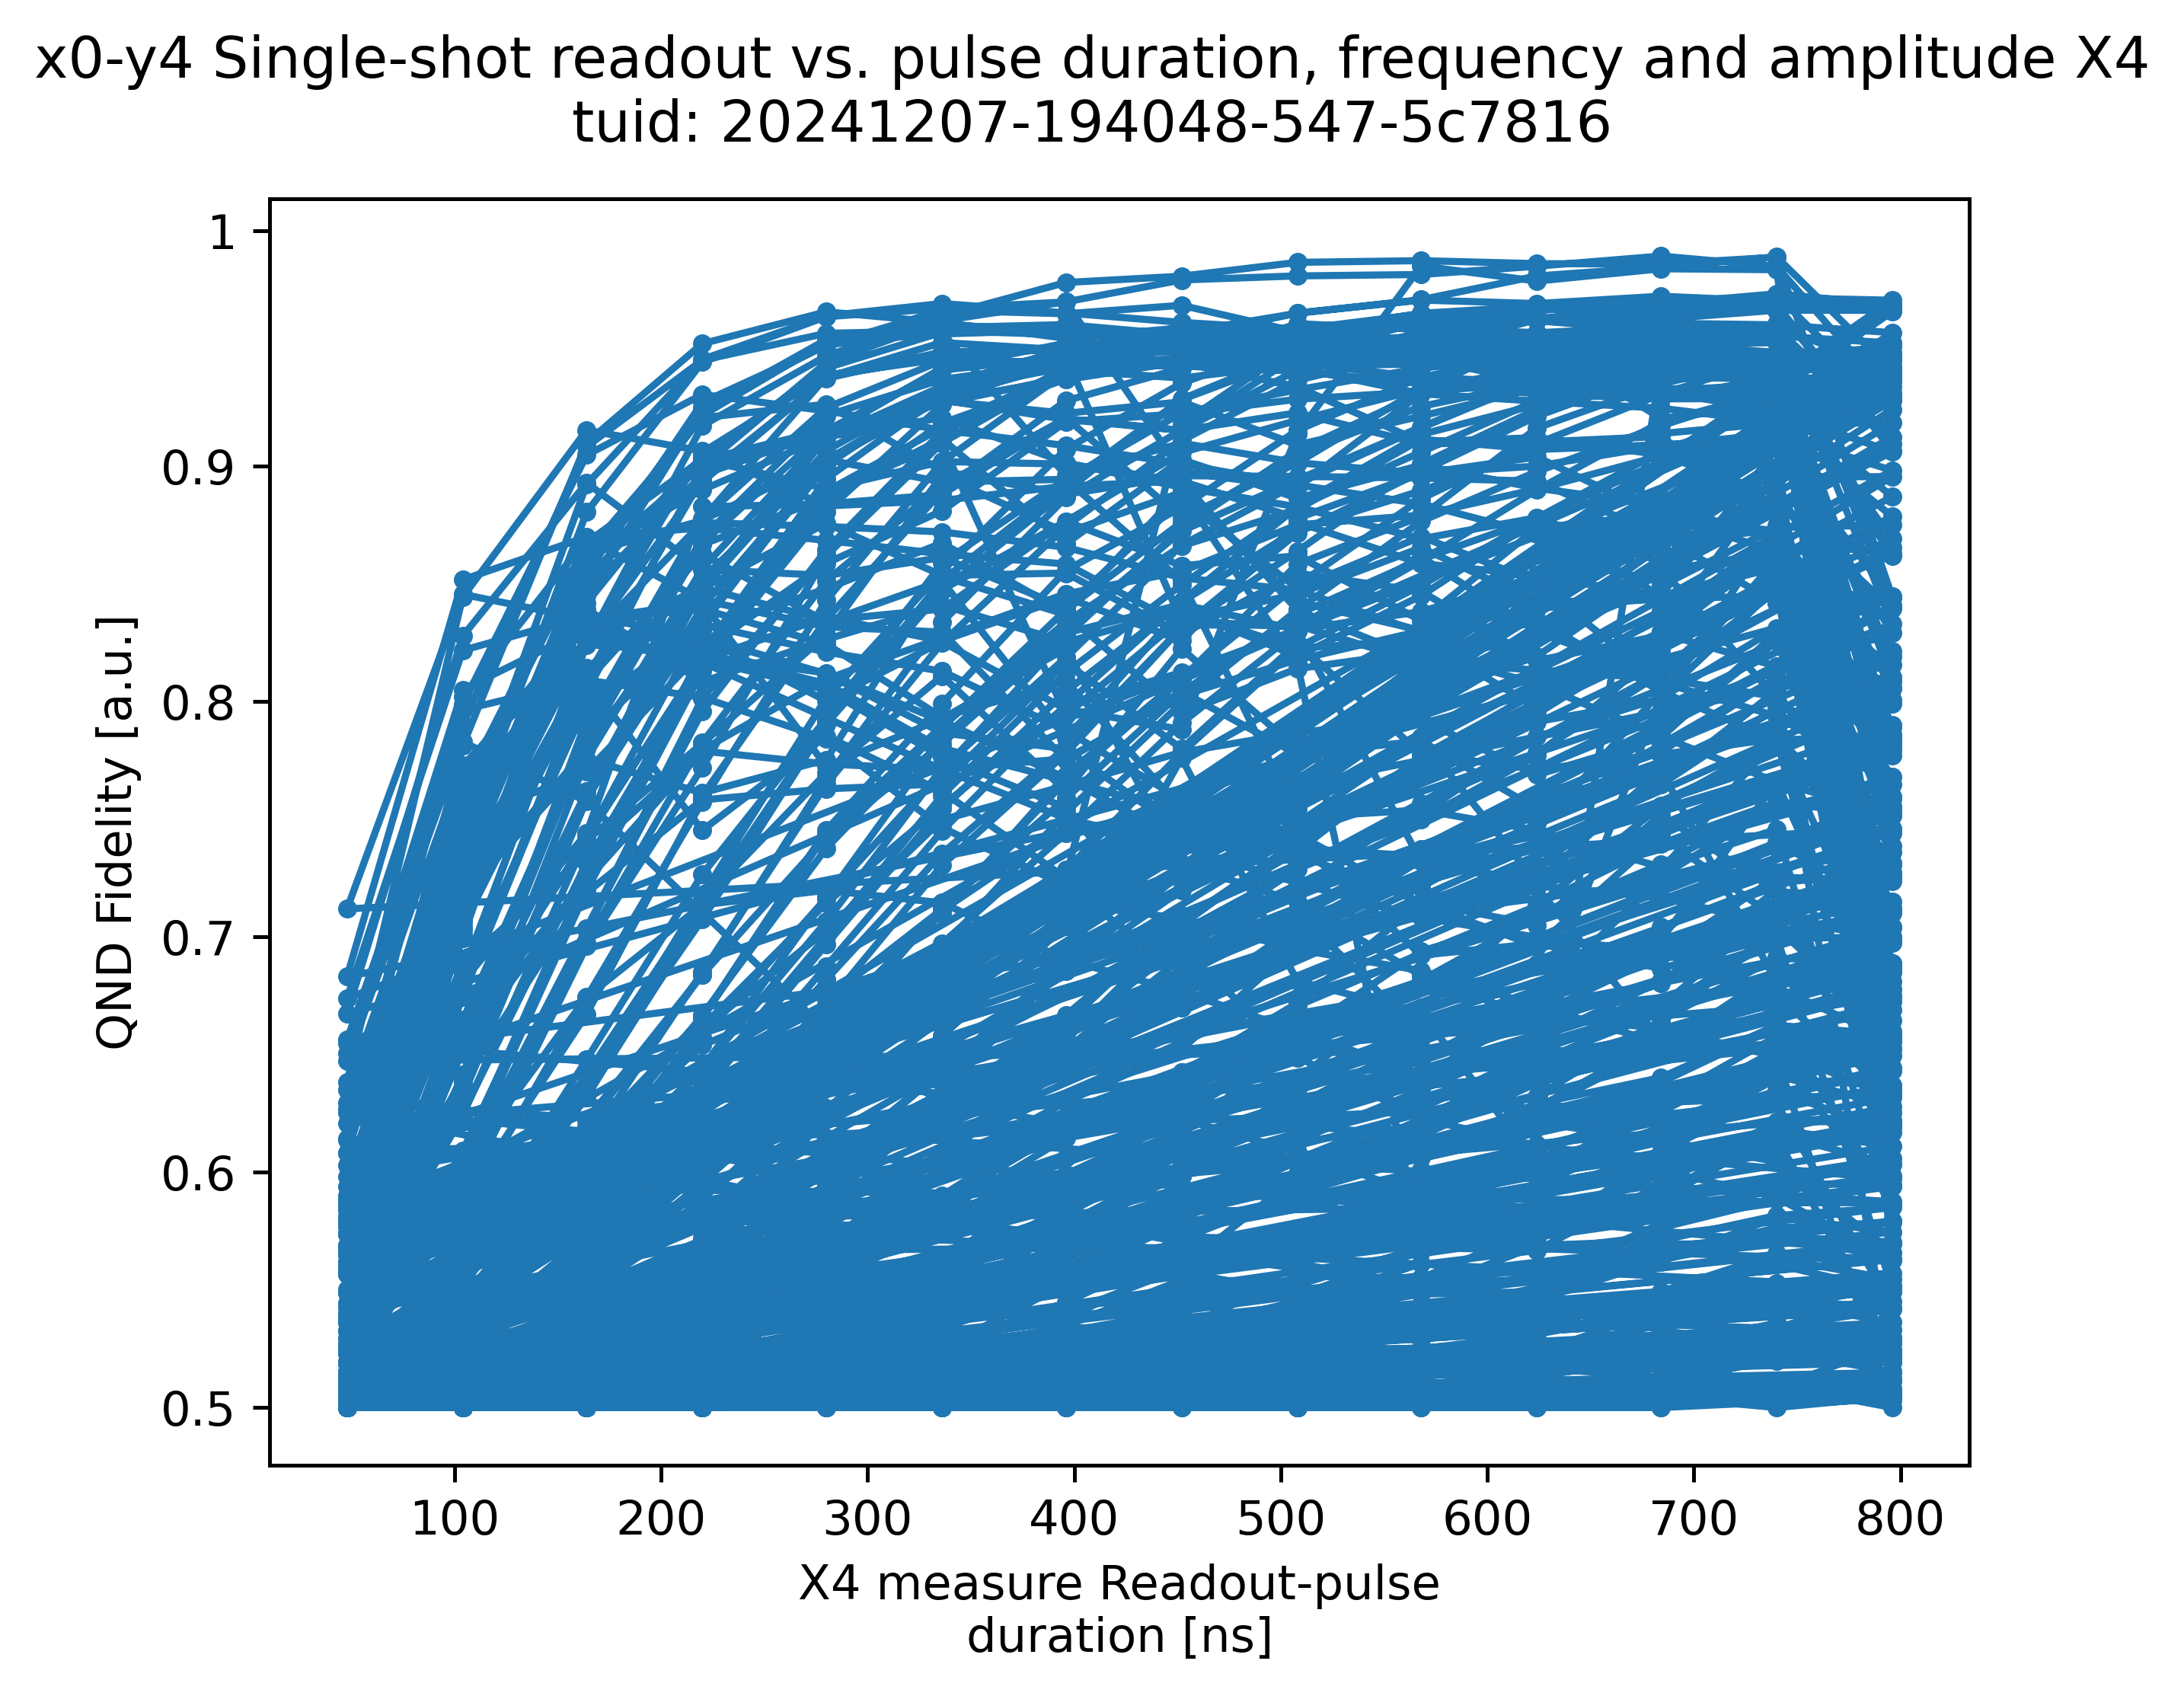 x0-y4 Single-shot readout vs. pulse duration, frequency and amplitude X4
tuid: 20241207-194048-547-5c7816
1
0.9
0.8
0.7
0.6
0.5
QND Fidelity [a.u.]
100 200 300 400 500 600 700 800
X4 measure Readout-pulse
duration [ns]